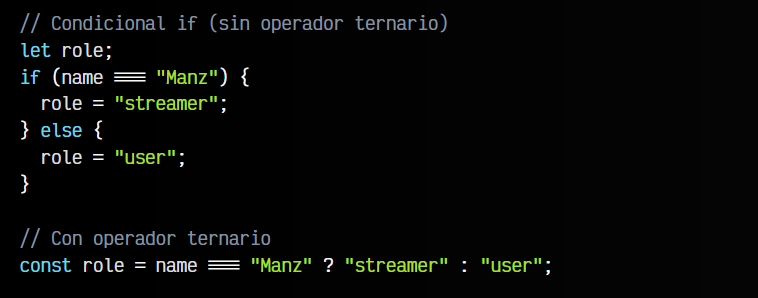 // Condicional if (sin operador ternario)
let role;
if (name === "Manz") {
  role = "streamer";
} else {
  role = "user";
}

// Con operador ternario
const role = name === "Manz" ? "streamer" : "user";